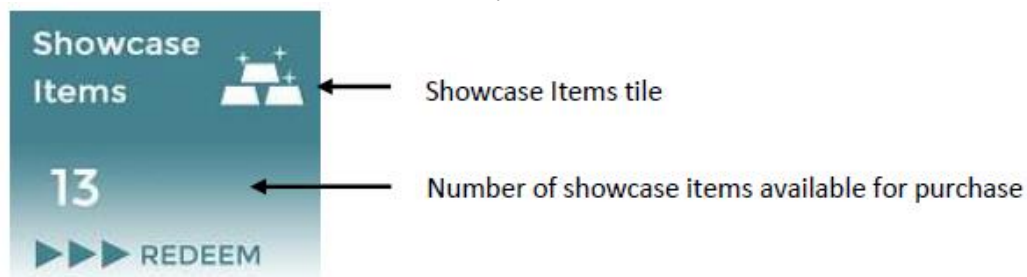 Showcase
Items
Showcase Items tile
13
Number of showcase items available for purchase
REDEEM